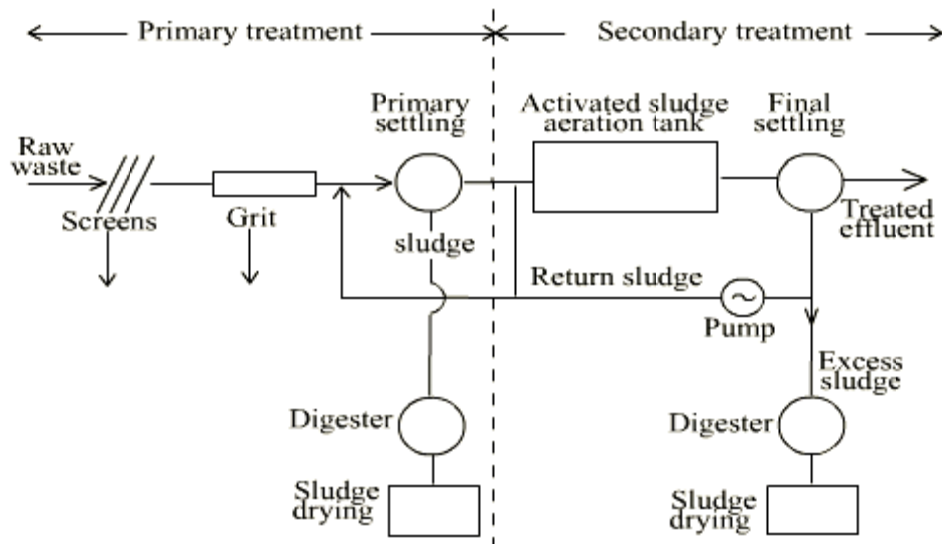 Primary treatment
Secondary treatment
Primary
settling
Activated sludge
aeration tank
Final
settling
Raw
waste
Screens
Grit
sludge
Treated
effluent
Return sludge
Pump
Excess
sludge
Digester
Digester
Sludge
drying
Sludge
drying